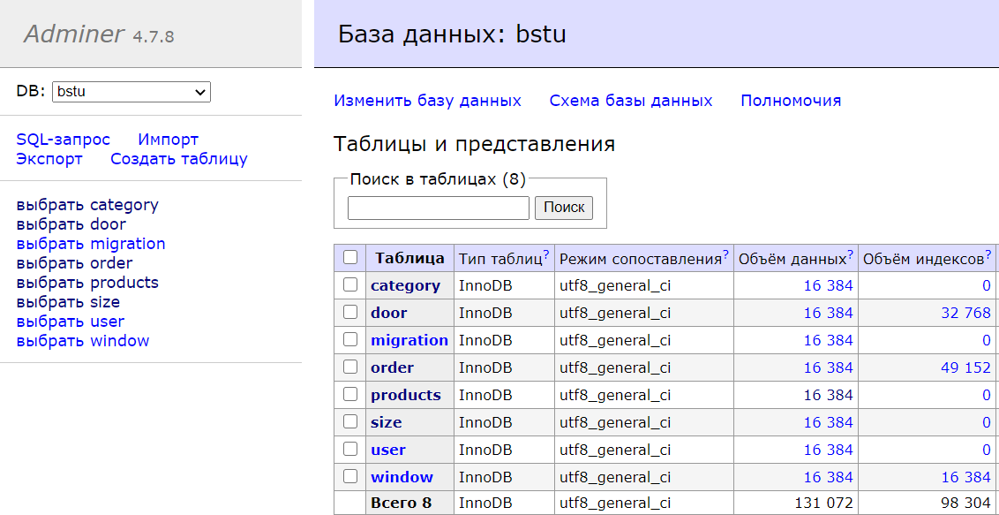 Adminer 4.7.8
DB: bstu
SQL-запрос Импорт
Экспорт Создать таблицу
выбрать category
выбрать door
выбрать migration
выбрать order
выбрать products
выбрать size
выбрать user
выбрать window
База данных: bstu
Изменить базу данных Схема базы данных Полномочия
Таблицы и представления
Поиск в таблицах (8)
Поиск
Таблица Тип таблиц? Режим сопоставления? Объём данных? Объём индексов?
category InnoDB utf8_general_ci 16 384 0
door InnoDB utf8_general_ci 16 384 32 768
migration InnoDB utf8_general_ci 16 384 0
order InnoDB utf8_general_ci 16 384 49 152
products InnoDB utf8_general_ci 16 384 0
size InnoDB utf8_general_ci 16 384 0
user InnoDB utf8_general_ci 16 384 0
window InnoDB utf8_general_ci 16 384 16 384
Всего 8 InnoDB utf8_general_ci 131 072 98 304